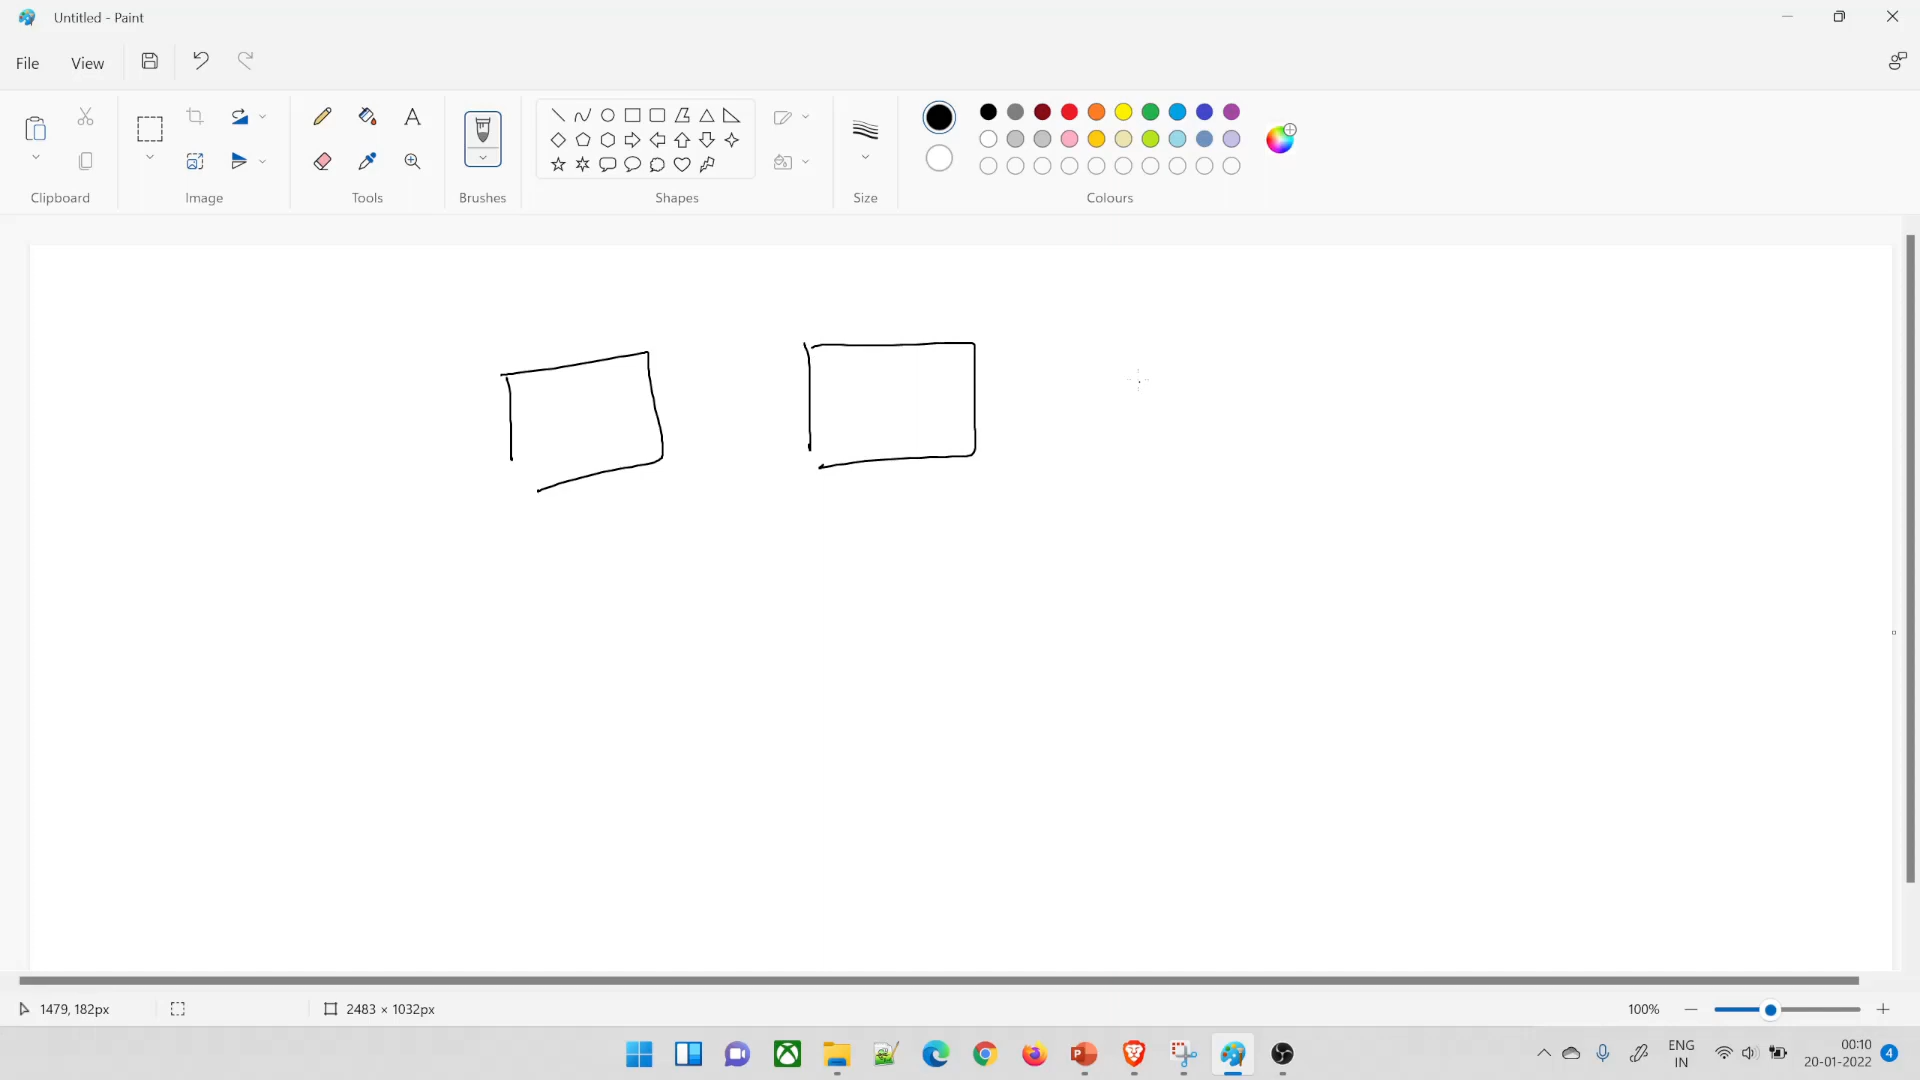 Untitled - Paint
File View
Clipboard Image Tools Brushes Shapes Size Colours
1479, 182px 2483 × 1032px 100%
ENG 00:10
IN 20-01-2022 4